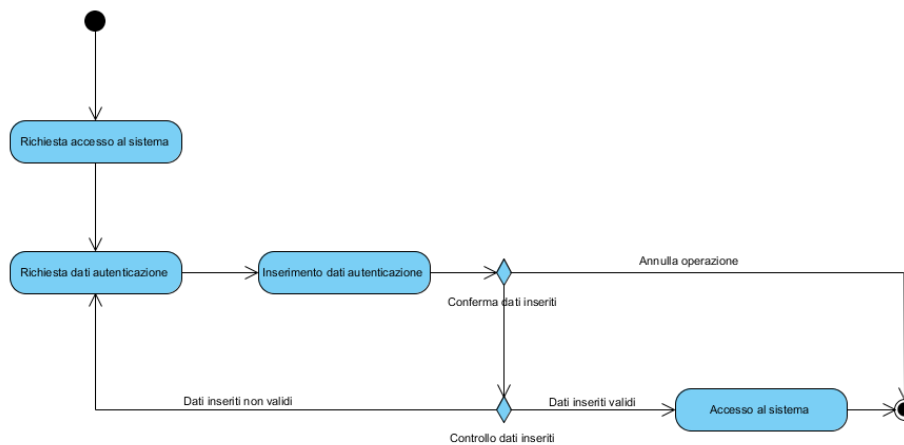 Richiesta accesso al sistema
Annulla operazione
Richiesta dati autenticazione
Inserimento dati autenticazione
Conferma dati inseriti
Dati inseriti non validi
Dati inseriti validi
Accesso al sistema
Controllo dati inseriti